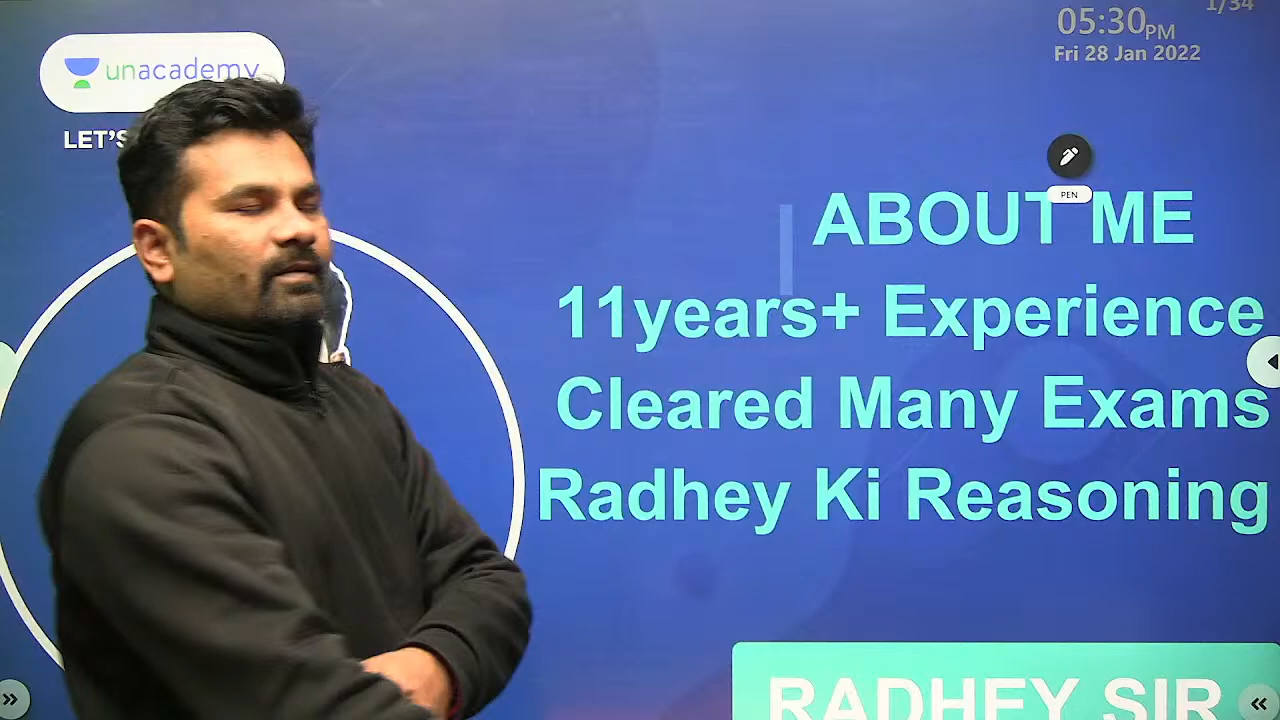 unacademy
LET'S
1/34
05:30PM
Fri 28 Jan 2022
PEN
ABOUT ME
11years+ Experience
Cleared Many Exams
Radhey Ki Reasoning
RADHEY SIR